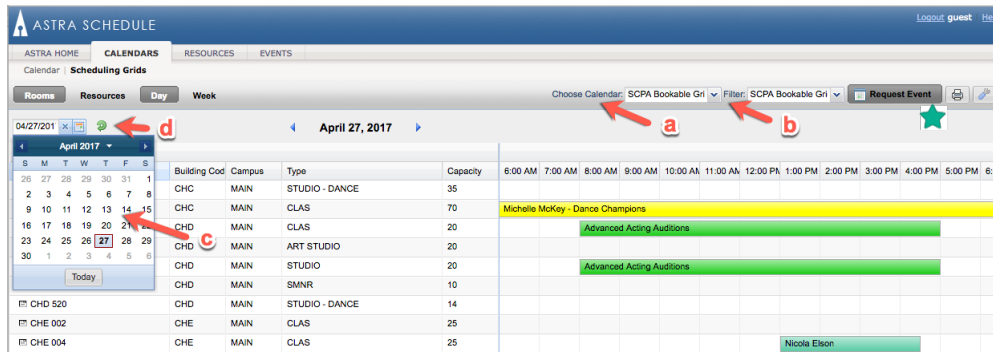 ASTRA SCHEDULE
Logout guest He
ASTRA HOME CALENDARS RESOURCES EVENTS
Calendar | Scheduling Grids
Rooms Resources Day Week
Choose Calendar: SCPA Bookable Gri Filter: SCPA Bookable Gri Request Event
a b
04/27/201 d April 27, 2017
April 2017
S M T W T F S
26 27 28 29 30 31 1
2 3 4 5 6 7 8
9 10 11 12 13 14 15
16 17 18 19 20 21 22
23 24 25 26 27 28 29
30 1 2 3 4 5 6
Today
c
Building Cod Campus Type Capacity 6:00 AM 7:00 AM 8:00 AM 9:00 AM 10:00 AM 11:00 AM 12:00 PM 1:00 PM 2:00 PM 3:00 PM 4:00 PM 5:00 PM 6:
CHC MAIN STUDIO - DANCE 35
CHC MAIN CLAS 70 Michelle McKey - Dance Champions
CHD MAIN CLAS 20 Advanced Acting Auditions
CHD MAIN ART STUDIO 20
CHD MAIN STUDIO 20 Advanced Acting Auditions
CHD MAIN SMNR 10
CHD 520 CHD MAIN STUDIO - DANCE 14
CHE 002 CHE MAIN CLAS 25
CHE 004 CHE MAIN CLAS 25 Nicola Elson